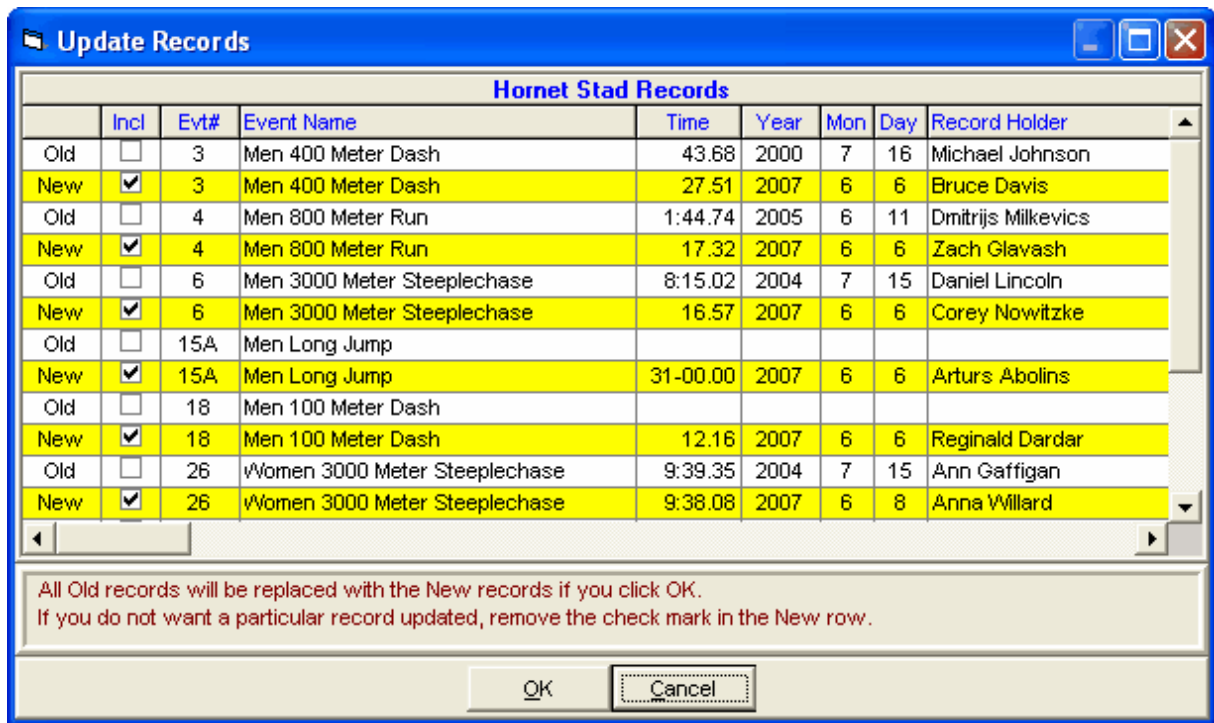 Update Records
Hornet Stad Records
Incl Evt# Event Name Time Year Mon Day Record Holder
Old 3 Men 400 Meter Dash 43.68 2000 7 16 Michael Johnson
New 3 Men 400 Meter Dash 27.51 2007 6 6 Bruce Davis
Old 4 Men 800 Meter Run 1:44.74 2005 6 11 Dmitrijs Milkevics
New 4 Men 800 Meter Run 17.32 2007 6 6 Zach Glavash
Old 6 Men 3000 Meter Steeplechase 8:15.02 2004 7 15 Daniel Lincoln
New 6 Men 3000 Meter Steeplechase 16.57 2007 6 6 Corey Nowitzke
Old 15A Men Long Jump
New 15A Men Long Jump 31-00.00 2007 6 6 Arturs Abolins
Old 18 Men 100 Meter Dash
New 18 Men 100 Meter Dash 12.16 2007 6 6 Reginald Dardar
Old 26 Women 3000 Meter Steeplechase 9:39.35 2004 7 15 Ann Gaffigan
New 26 Women 3000 Meter Steeplechase 9:38.08 2007 6 8 Anna Willard
All Old records will be replaced with the New records if you click OK.
If you do not want a particular record updated, remove the check mark in the New row.
OK Cancel